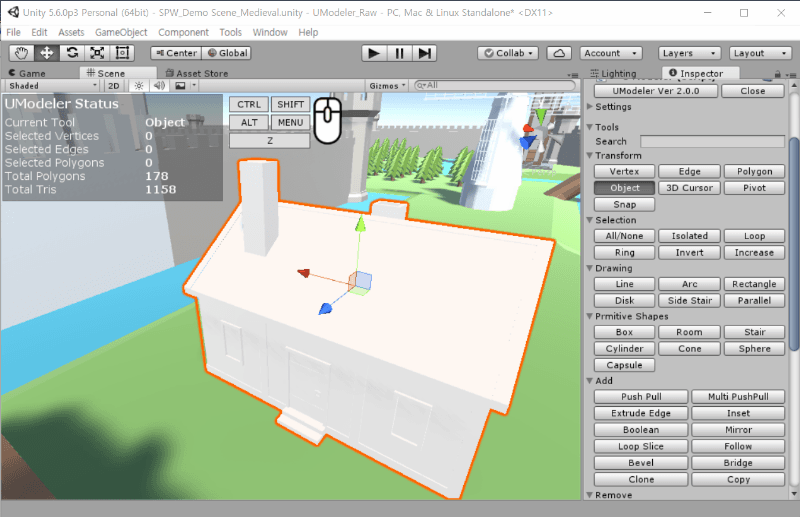 Unity 5.6.0p3 Personal (64bit) - SPW_Demo Scene_Medieval.unity - UModeler_Raw - PC, Mac & Linux Standalone* <DX11>
File Edit Assets GameObject Component Tools Window Help
Center Global Collab Account Layers Layout
Game Scene Asset Store Lighting Inspector
Shaded 2D Gizmos All
UModeler Ver 2.0.0 Close
Settings
Tools
Search
Transform
Vertex Edge Polygon
Object 3D Cursor Pivot
Snap
Selection
All/None Isolated Loop
Ring Invert Increase
Drawing
Line Arc Rectangle
Disk Side Stair Parallel
Prmitive Shapes
Box Room Stair
Cylinder Cone Sphere
Capsule
Add
Push Pull Multi PushPull
Extrude Edge Inset
Boolean Mirror
Loop Slice Follow
Bevel Bridge
Clone Copy
Remove
UModeler Status
Current Tool Object
Selected Vertices 0
Selected Edges 0
Selected Polygons 0
Total Polygons 178
Total Tris 1158
CTRL SHIFT
ALT MENU
Z